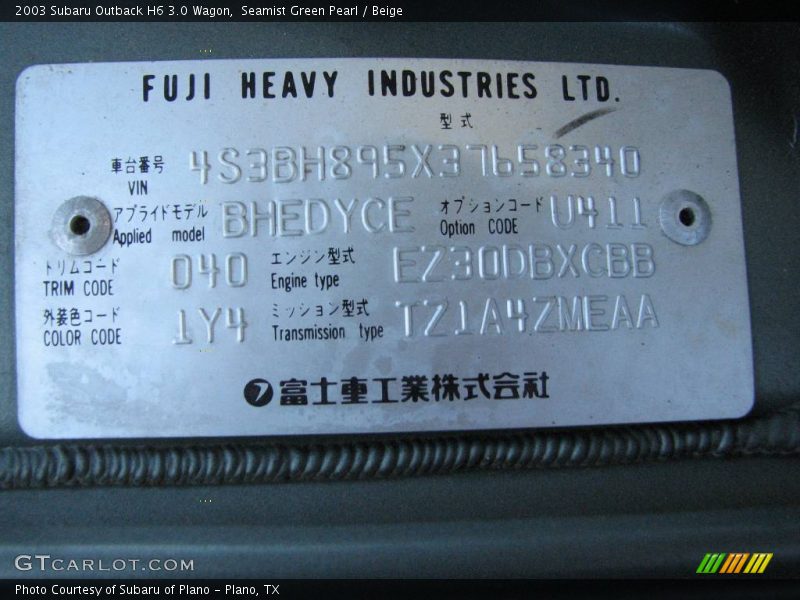 2003 Subaru Outback H6 3.0 Wagon,  Seamist Green Pearl / Beige
FUJI HEAVY INDUSTRIES LTD.
型式
車台番号 4S3BH895X37658340
VIN
アプライドモデル BHEDYCE オプションコード U411
Applied model Option CODE
トリムコード 040 エンジン型式 EZ30DBXCBB
TRIM CODE Engine type
外装色コード 1Y4 ミッション型式 TZ1A4ZMEAA
COLOR CODE Transmission type
富士重工業株式会社
GTCARLOT.COM
Photo Courtesy of Subaru of Plano - Plano, TX